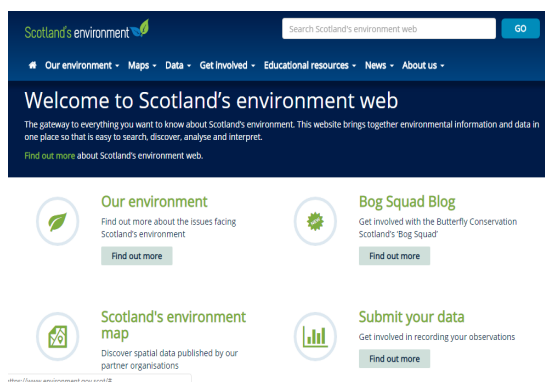 Scotland's environment
Search Scotland's environment web
GO
Our environment Maps Data Get involved Educational resources News About us
Welcome to Scotland's environment web
The gateway to everything you want to know about Scotland's environment. This website brings together environmental information and data in
one place so that is easy to search, discover, analyse and interpret.
Find out more about Scotland's environment web.
Our environment
Find out more about the issues facing
Scotland's environment
Find out more
Bog Squad Blog
Get involved with the Butterfly Conservation
Scotland's 'Bog Squad'
Find out more
Scotland's environment
map
Discover spatial data published by our
partner organisations
Submit your data
Get involved in recording your observations
Find out more
https://www.environment.gov.scot/#